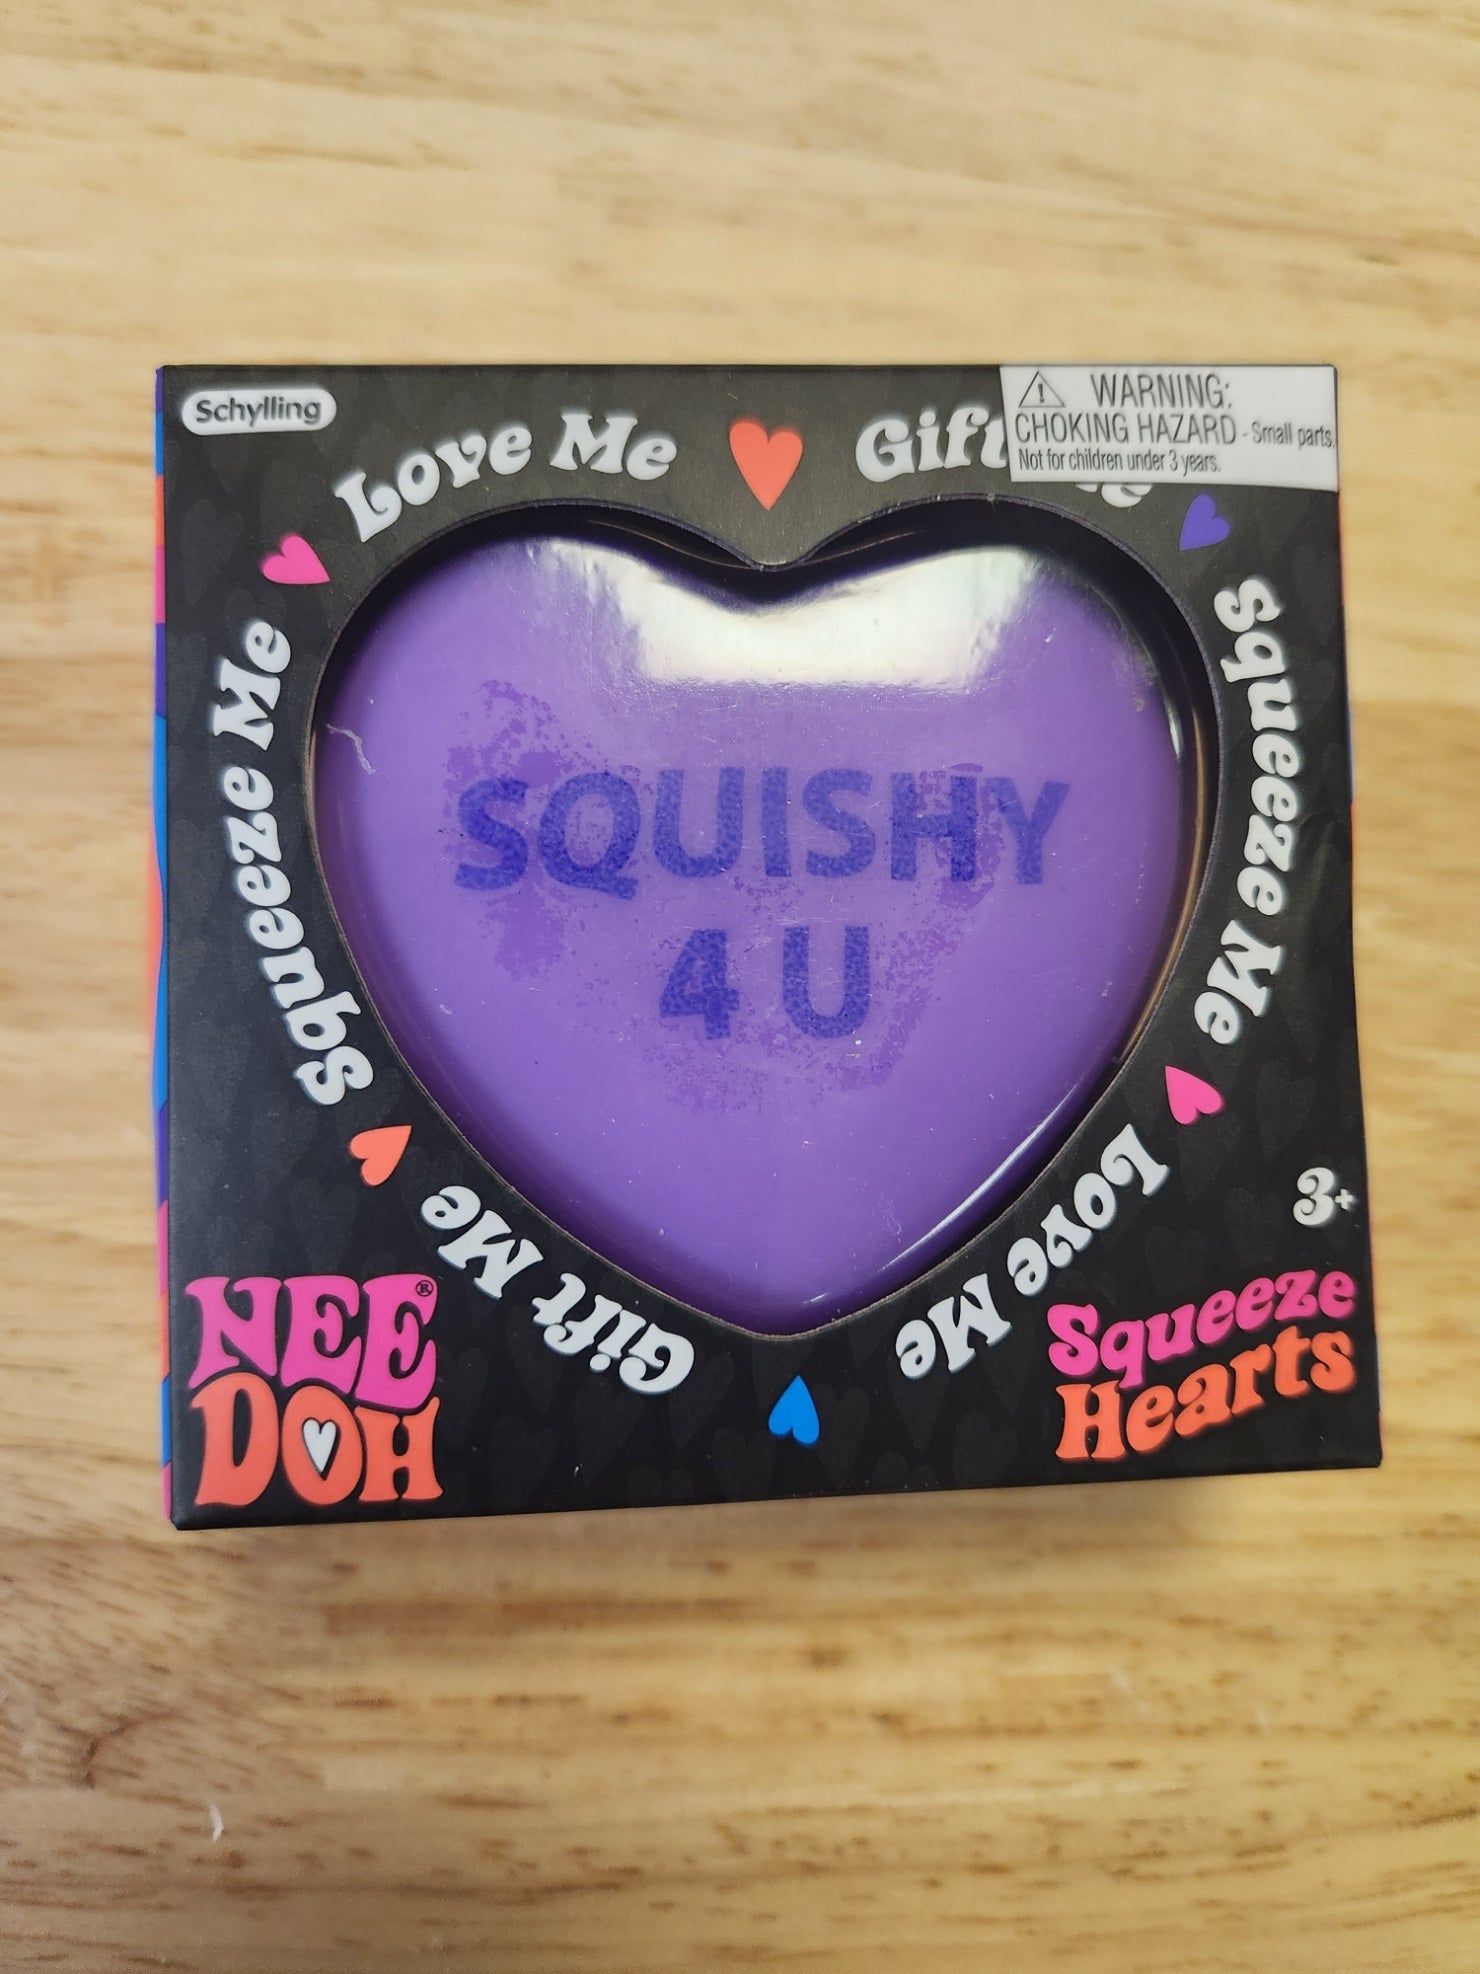 Schylling
Love Me
Gift
WARNING:
CHOKING HAZARD - Small parts.
Not for children under 3 years.
Squeeze Me
Squeeze Me
SQUISHY
4 U
Gift Me
Love Me
3+
NEE®
DOH
Squeeze
Hearts